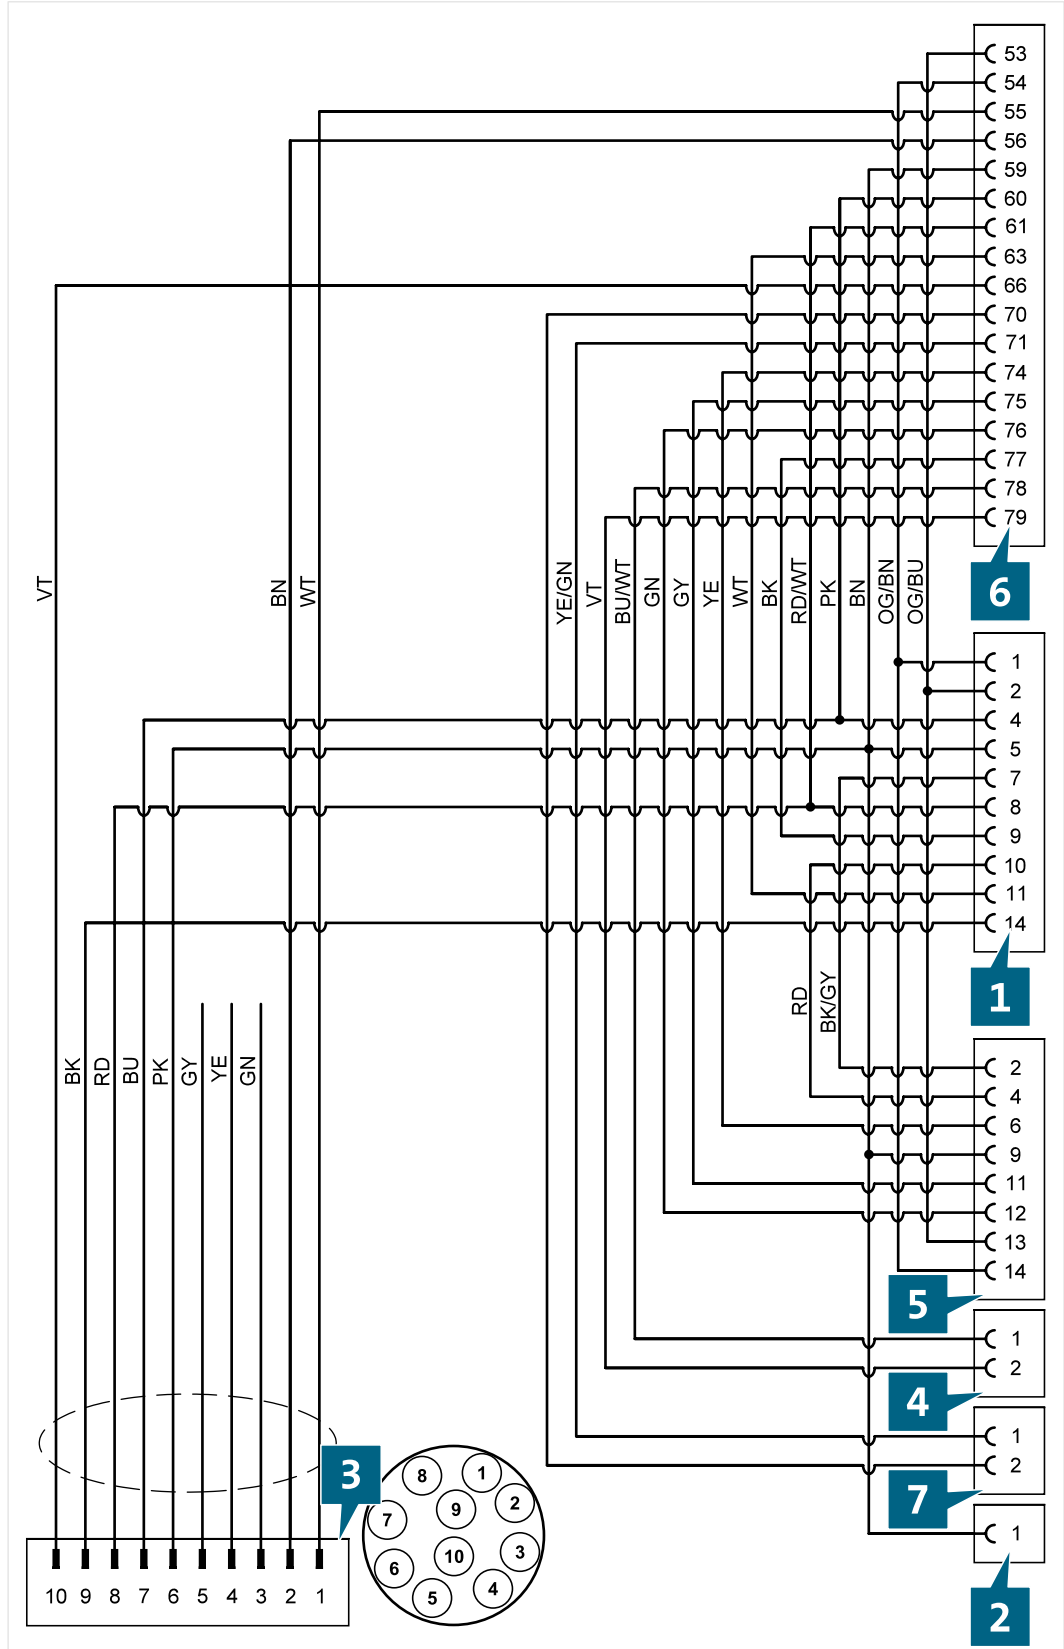 53
54
55
56
59
60
61
63
66
70
71
74
75
76
77
78
79
6
VT
BN
WT
YE/GN
VT
BU/WT
GN
GY
YE
WT
BK
RD/WT
PK
BN
OG/BN
OG/BU
1
2
4
5
7
8
9
10
11
14
1
RD
BK/GY
BK
RD
BU
PK
GY
YE
GN
2
4
6
9
11
12
13
14
5
1
2
4
1
2
7
1
2
3
8
1
7
9
2
6
10
3
5
4
10 9 8 7 6 5 4 3 2 1